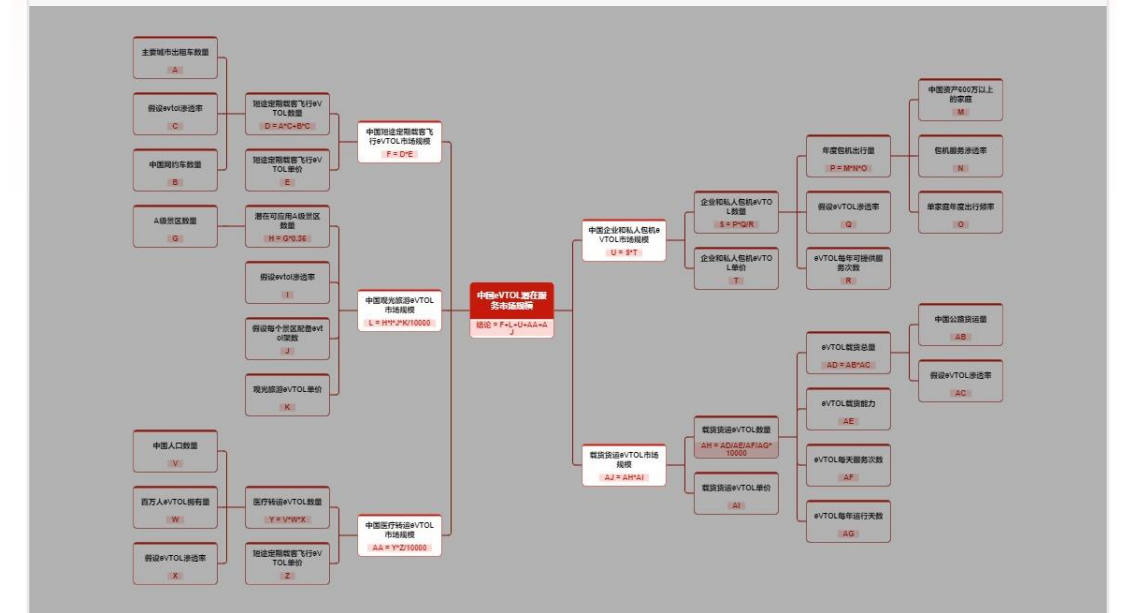 主要城市出租车数量
A
假设evtol渗透率
C
中国网约车数量
B
短途定期载客飞行eV
TOL数量
D = A*C+B*C
短途定期载客飞行eV
TOL单价
E
中国短途定期载客飞
行eVTOL市场规模
F = D*E
A级景区数量
G
潜在可应用A级景区
数量
H = G*0.36
假设evtol渗透率
I
假设每个景区配备evt
ol架数
J
观光旅游eVTOL单价
K
中国观光旅游eVTOL
市场规模
L = H*I*J*K/10000
中国人口数量
V
百万人eVTOL拥有量
W
假设eVTOL渗透率
X
医疗转运eVTOL数量
Y = V*W*X
短途定期载客飞行eV
TOL单价
Z
中国医疗转运eVTOL
市场规模
AA = Y*Z/10000
中国eVTOL潜在服
务市场规模
结论 = F+L+U+AA+A
J
中国企业和私人包机e
VTOL市场规模
U = S*T
企业和私人包机eVTO
L数量
S = P*Q/R
企业和私人包机eVTO
L单价
T
年度包机出行量
P = M*N*O
假设eVTOL渗透率
Q
eVTOL每年可提供服
务次数
R
中国资产600万以上
的家庭
M
包机服务渗透率
N
单家庭年度出行频率
O
载货货运eVTOL市场
规模
AJ = AH*AI
载货货运eVTOL数量
AH = AD/AE/AF/AG*
10000
载货货运eVTOL单价
AI
eVTOL载货总量
AD = AB*AC
eVTOL载货能力
AE
eVTOL每天服务次数
AF
eVTOL每年运行天数
AG
中国公路货运量
AB
假设eVTOL渗透率
AC